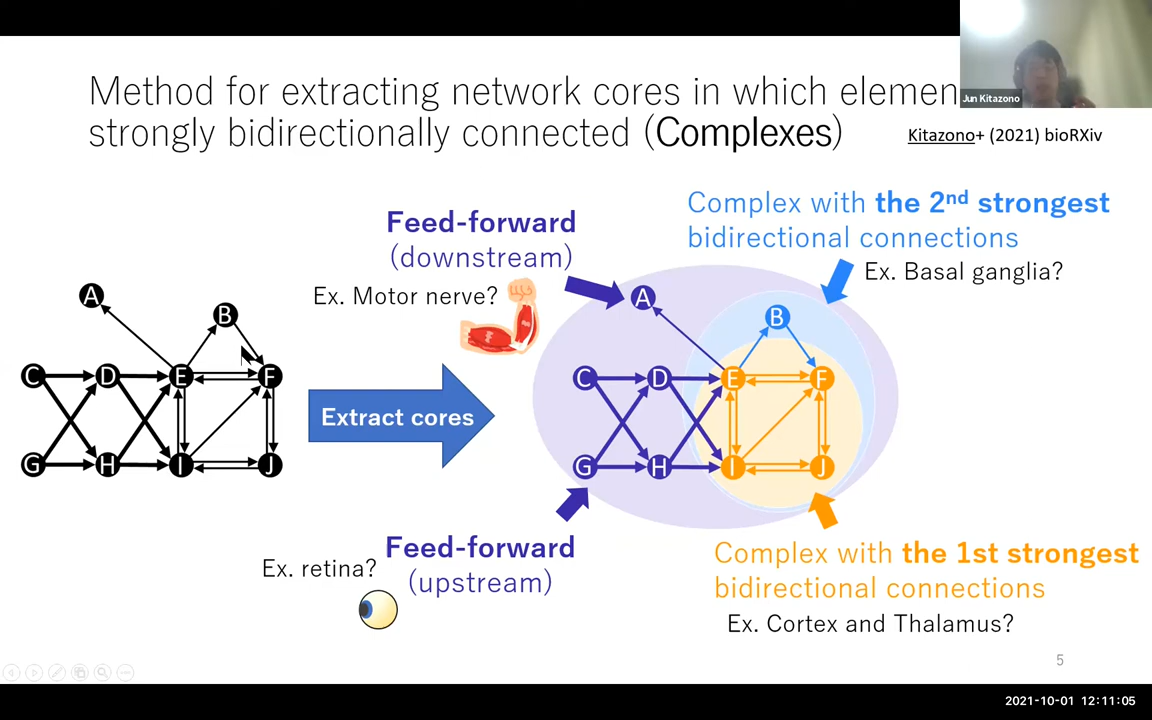 Method for extracting network cores in which elemen
strongly bidirectionally connected (Complexes)
Jun Kitazono
Kitazono+ (2021) bioRXiv
Feed-forward
(downstream)
Ex. Motor nerve?
Complex with the 2nd strongest
bidirectional connections
Ex. Basal ganglia?
A
B
C
D
E
F
G
H
I
J
Extract cores
A
B
C
D
E
F
G
H
I
J
Feed-forward
(upstream)
Ex. retina?
Complex with the 1st strongest
bidirectional connections
Ex. Cortex and Thalamus?
5
2021-10-01 12:11:05